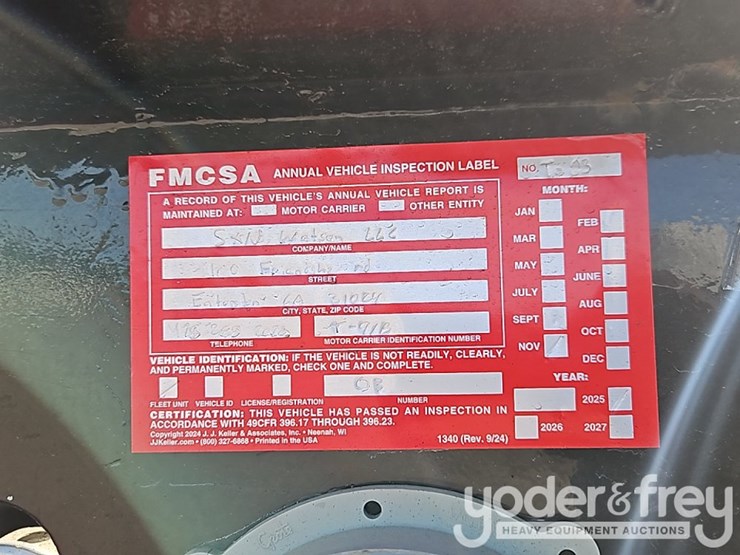 FMCSA ANNUAL VEHICLE INSPECTION LABEL NO.
A RECORD OF THIS VEHICLE'S ANNUAL VEHICLE REPORT IS
MAINTAINED AT: MOTOR CARRIER OTHER ENTITY
Watson LLC
COMPANY/NAME
STREET
GA 31024
CITY, STATE, ZIP CODE
TELEPHONE MOTOR CARRIER IDENTIFICATION NUMBER
MONTH:
JAN FEB
MAR APR
MAY JUNE
JULY AUG
SEPT OCT
NOV DEC
VEHICLE IDENTIFICATION: IF THE VEHICLE IS NOT READILY, CLEARLY,
AND PERMANENTLY MARKED, CHECK ONE AND COMPLETE.
08
FLEET UNIT VEHICLE ID LICENSE/REGISTRATION NUMBER
YEAR:
2025
2026 2027
CERTIFICATION: THIS VEHICLE HAS PASSED AN INSPECTION IN
ACCORDANCE WITH 49CFR 396.17 THROUGH 396.23.
Copyright 2024 J. J. Keller & Associates, Inc. • Neenah, WI
JJKeller.com • (800) 327-6868 • Printed in the USA 1340 (Rev. 9/24)
yoder&frey
HEAVY EQUIPMENT AUCTIONS